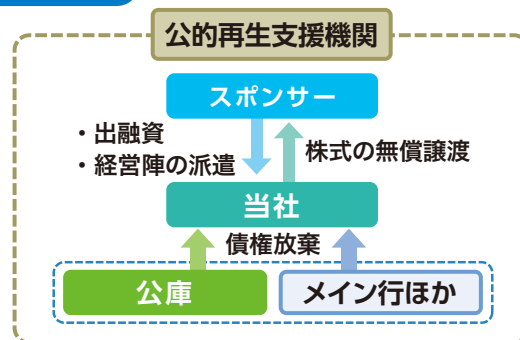 公的再生支援機関
スポンサー
・出融資
・経営陣の派遣
株式の無償譲渡
当社
債権放棄
公庫
メイン行ほか